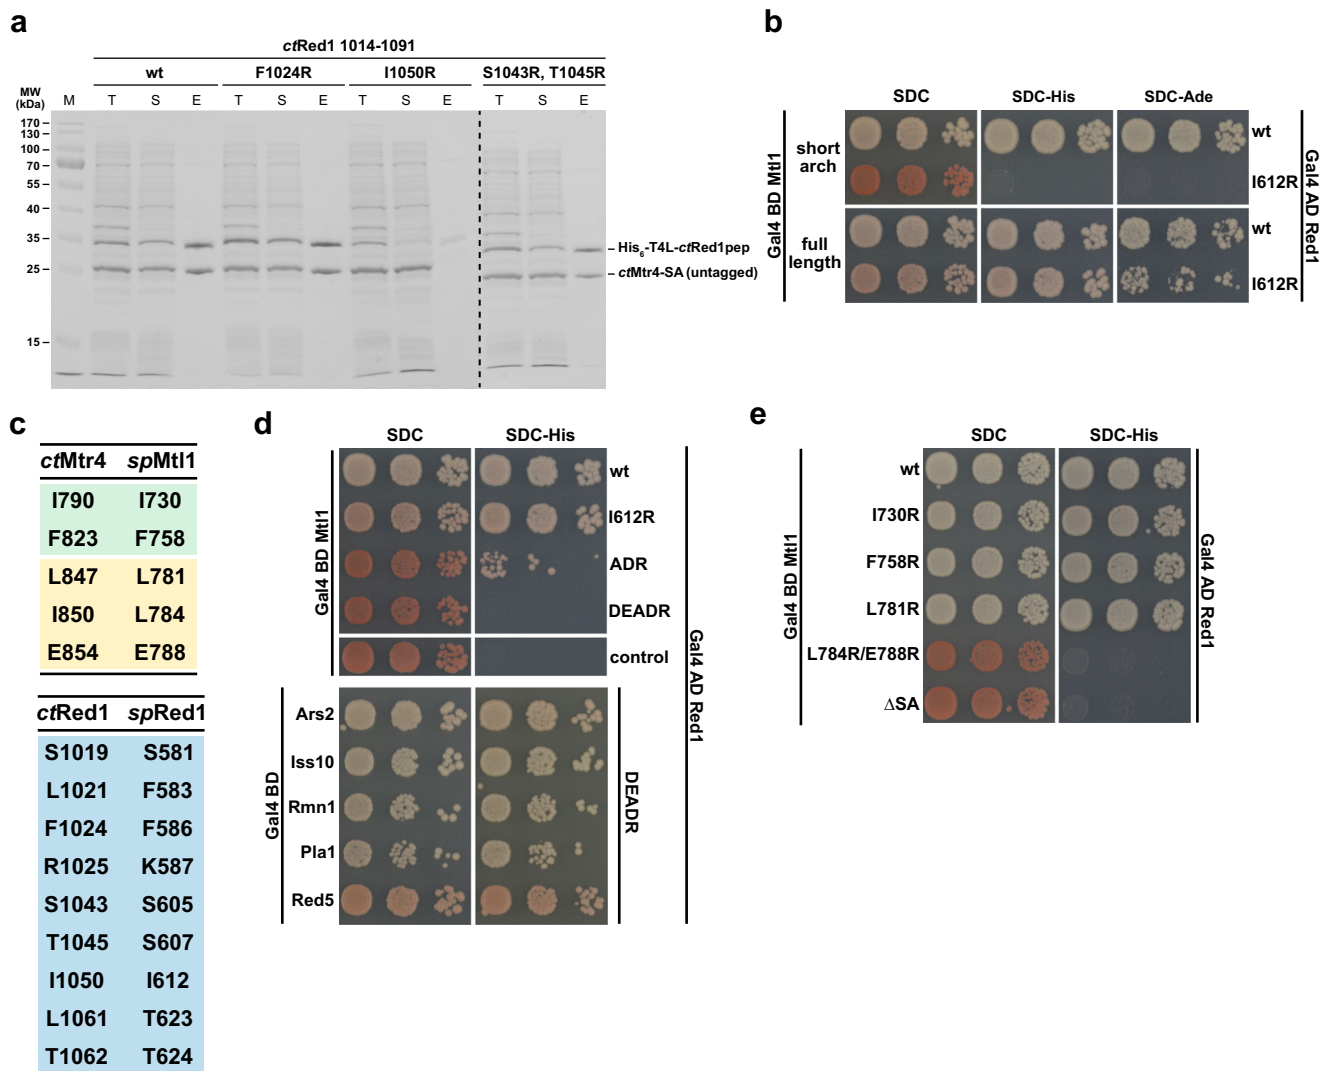 a
ctRed1 1014-1091
wt F1024R I1050R S1043R, T1045R
MW (kDa) M T S E T S E T S E T S E
170
130
100
70
55
40
35
25
15
His6-T4L-ctRed1pep
ctMtr4-SA (untagged)
b
SDC SDC-His SDC-Ade
Gal4 BD Mtl1
short arch
full length
wt
I612R
wt
I612R
Gal4 AD Red1
c
ctMtr4 spMtl1
I790 I730
F823 F758
L847 L781
I850 L784
E854 E788
ctRed1 spRed1
S1019 S581
L1021 F583
F1024 F586
R1025 K587
S1043 S605
T1045 S607
I1050 I612
L1061 T623
T1062 T624
d
SDC SDC-His
Gal4 BD Mtl1
wt
I612R
ADR
DEADR
control
Gal4 BD
Ars2
Iss10
Rmn1
Pla1
Red5
DEADR
Gal4 AD Red1
e
SDC SDC-His
Gal4 BD Mtl1
wt
I730R
F758R
L781R
L784R/E788R
ΔSA
Gal4 AD Red1